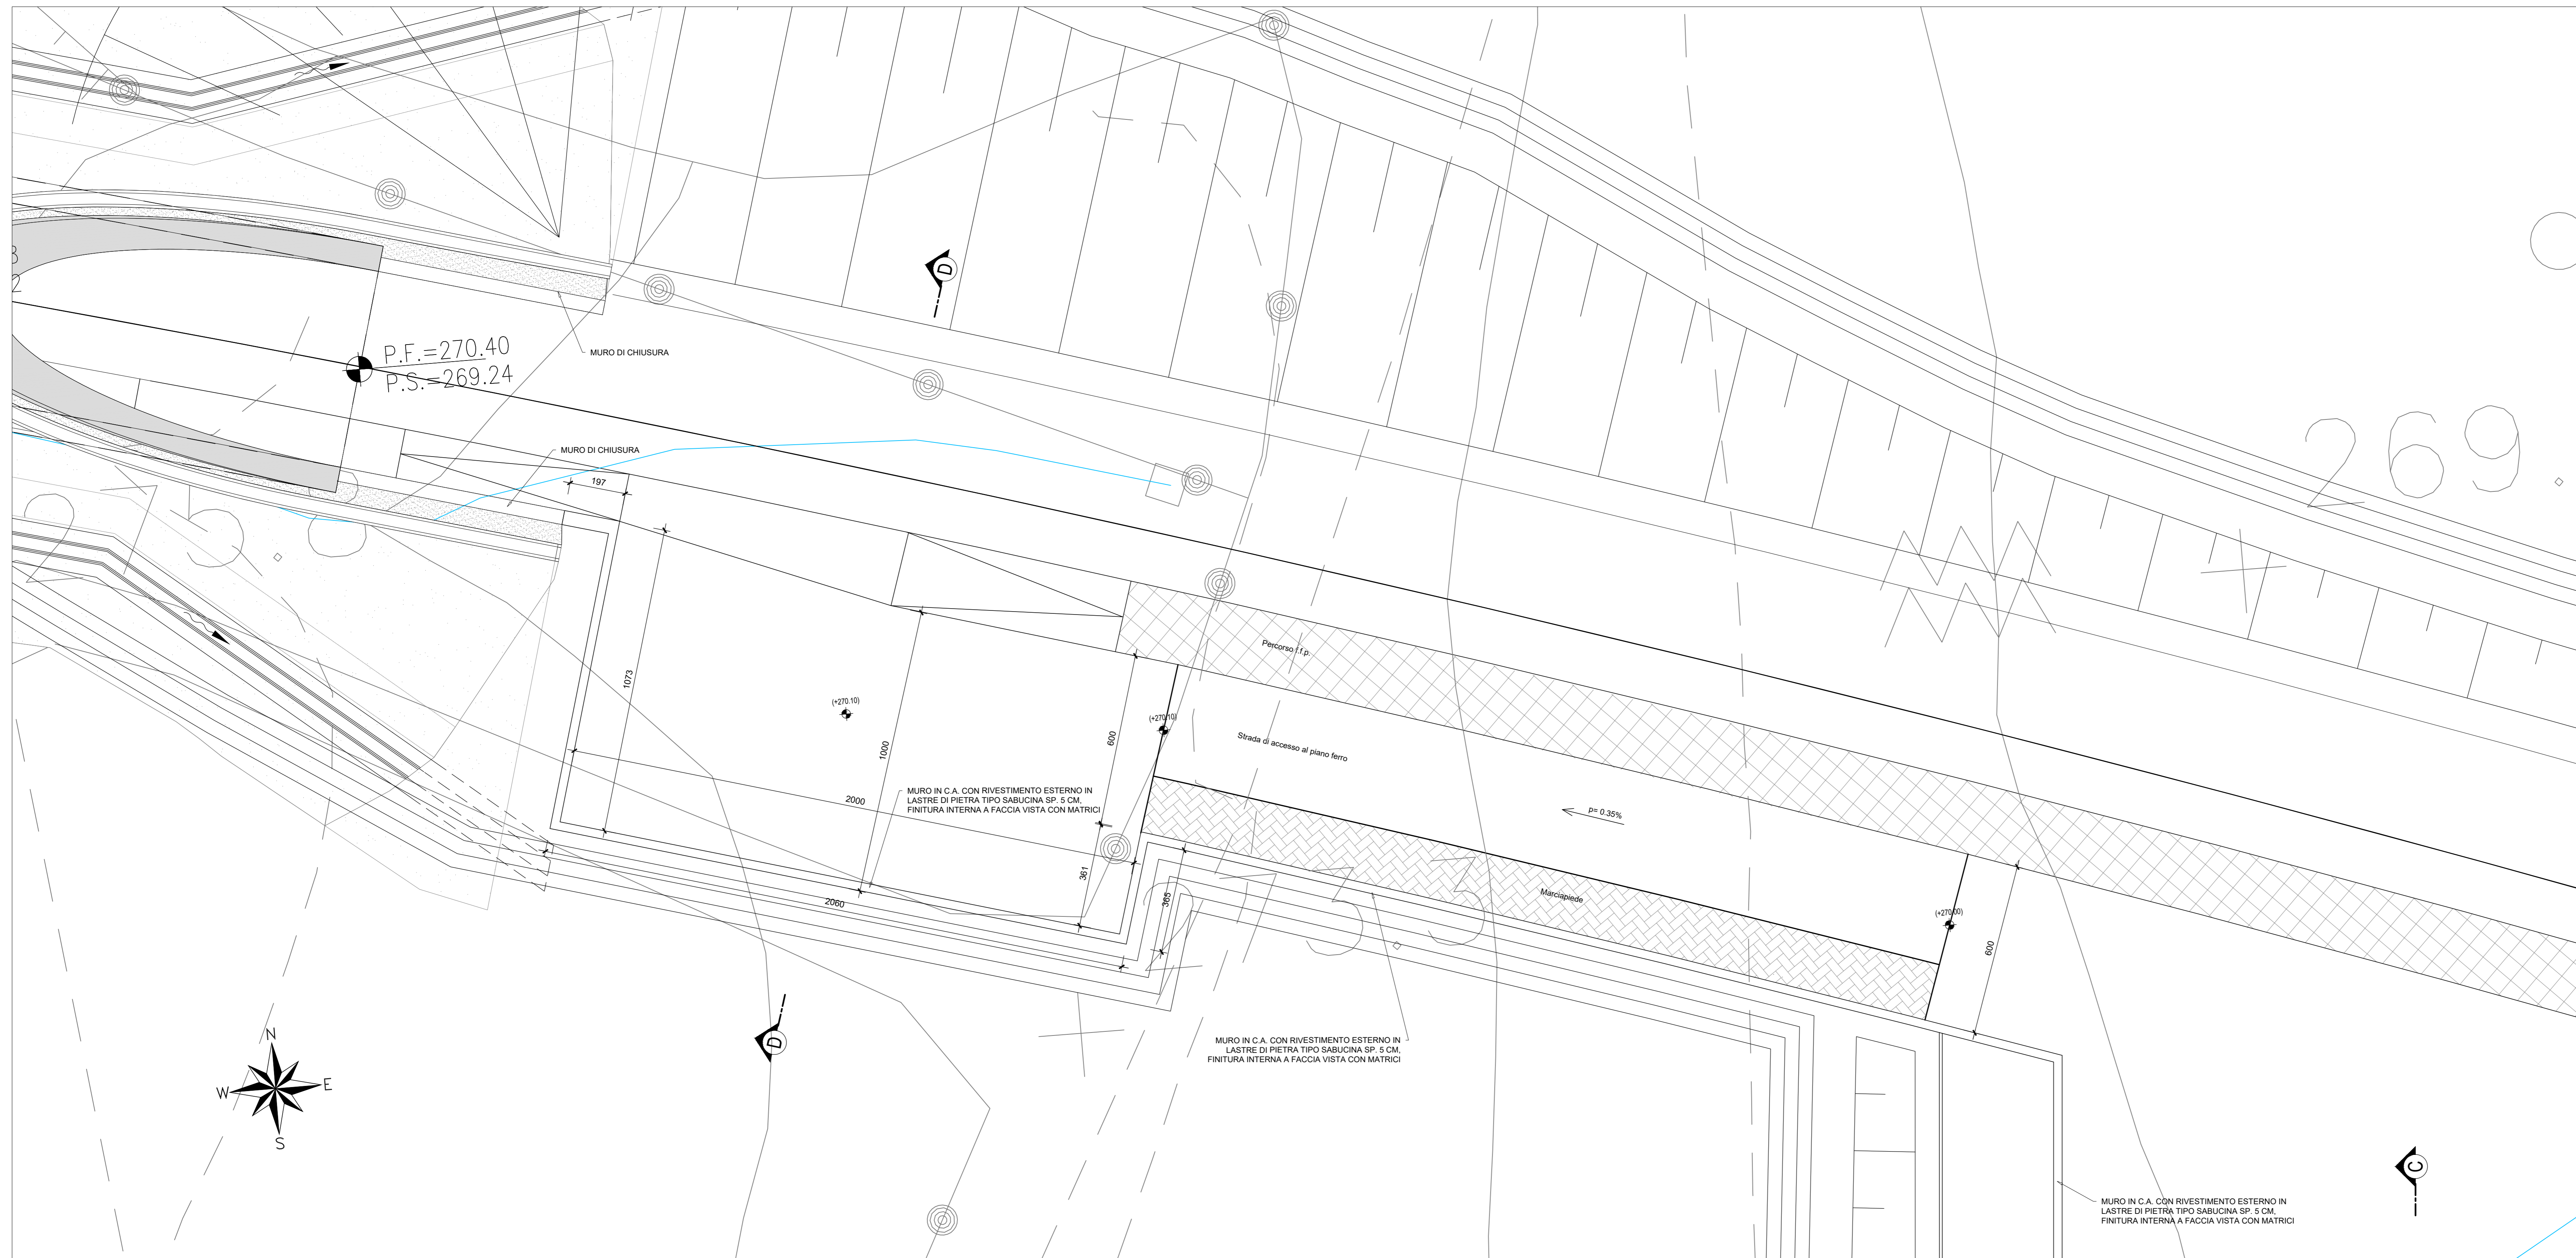 D
P.F.=270.40
P.S.=269.24
MURO DI CHIUSURA
MURO DI CHIUSURA
269
197
1073
Percorso f.f.p.
(+270.10)
(+270.10)
1000
600
Strada di accesso al piano ferro
MURO IN C.A. CON RIVESTIMENTO ESTERNO IN
LASTRE DI PIETRA TIPO SABUCINA SP. 5 CM,
FINITURA INTERNA A FACCIA VISTA CON MATRICI
2000
p= 0.35%
361
365
2060
Marciapiede
(+270.00)
600
D
MURO IN C.A. CON RIVESTIMENTO ESTERNO IN
LASTRE DI PIETRA TIPO SABUCINA SP. 5 CM,
FINITURA INTERNA A FACCIA VISTA CON MATRICI
N
W
E
S
C
MURO IN C.A. CON RIVESTIMENTO ESTERNO IN
LASTRE DI PIETRA TIPO SABUCINA SP. 5 CM,
FINITURA INTERNA A FACCIA VISTA CON MATRICI